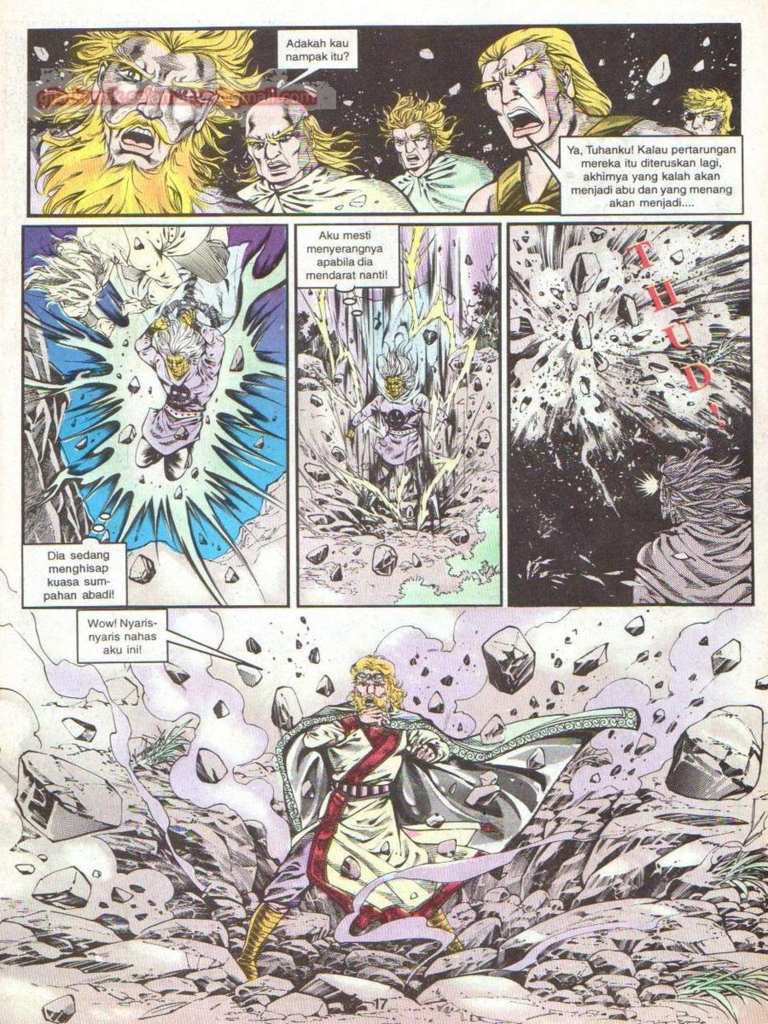 Adakah kau
nampak itu?
Ya, Tuhanku! Kalau pertarungan
mereka itu diteruskan lagi,
akhirnya yang kalah akan
menjadi abu dan yang menang
akan menjadi....
Dia sedang
menghisap
kuasa sum-
pahan abadi!
Aku mesti
menyerangnya
apabila dia
mendarat nanti!
THUD!
Wow! Nyaris-
nyaris nahas
aku ini!
17